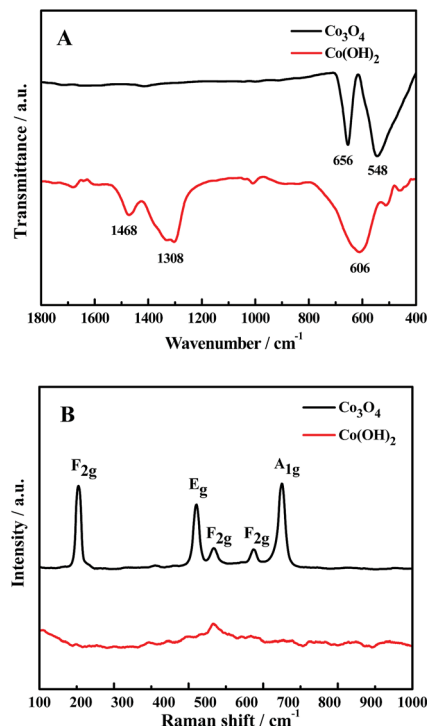 A
Co₃O₄
Co(OH)₂
Transmittance / a.u.
656
548
1468
1308
606
1800 1600 1400 1200 1000 800 600 400
Wavenumber / cm⁻¹
B
Co₃O₄
Co(OH)₂
F₂g
Eg
F₂g
F₂g
A₁g
Intensity / a.u.
100 200 300 400 500 600 700 800 900 1000
Raman shift / cm⁻¹